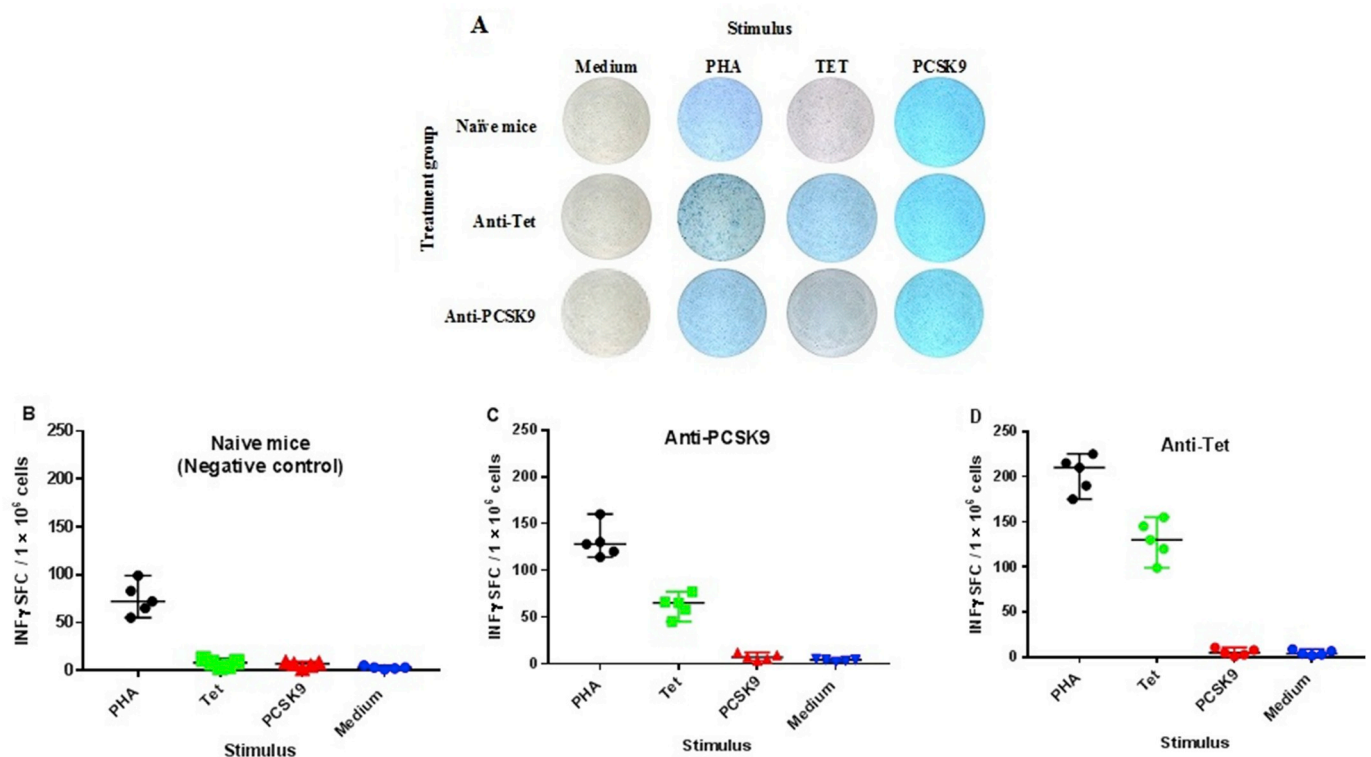 A
Stimulus
Medium PHA TET PCSK9
Treatment group
Naïve mice
Anti-Tet
Anti-PCSK9
B
Naive mice
(Negative control)
INFγ SFC / 1 × 10⁶ cells
250
200
150
100
50
0
PHA Tet PCSK9 Medium
Stimulus
C
Anti-PCSK9
INFγ SFC / 1 × 10⁶ cells
250
200
150
100
50
0
PHA Tet PCSK9 Medium
Stimulus
D
Anti-Tet
INFγ SFC / 1 × 10⁶ cells
250
200
150
100
50
0
PHA Tet PCSK9 Medium
Stimulus